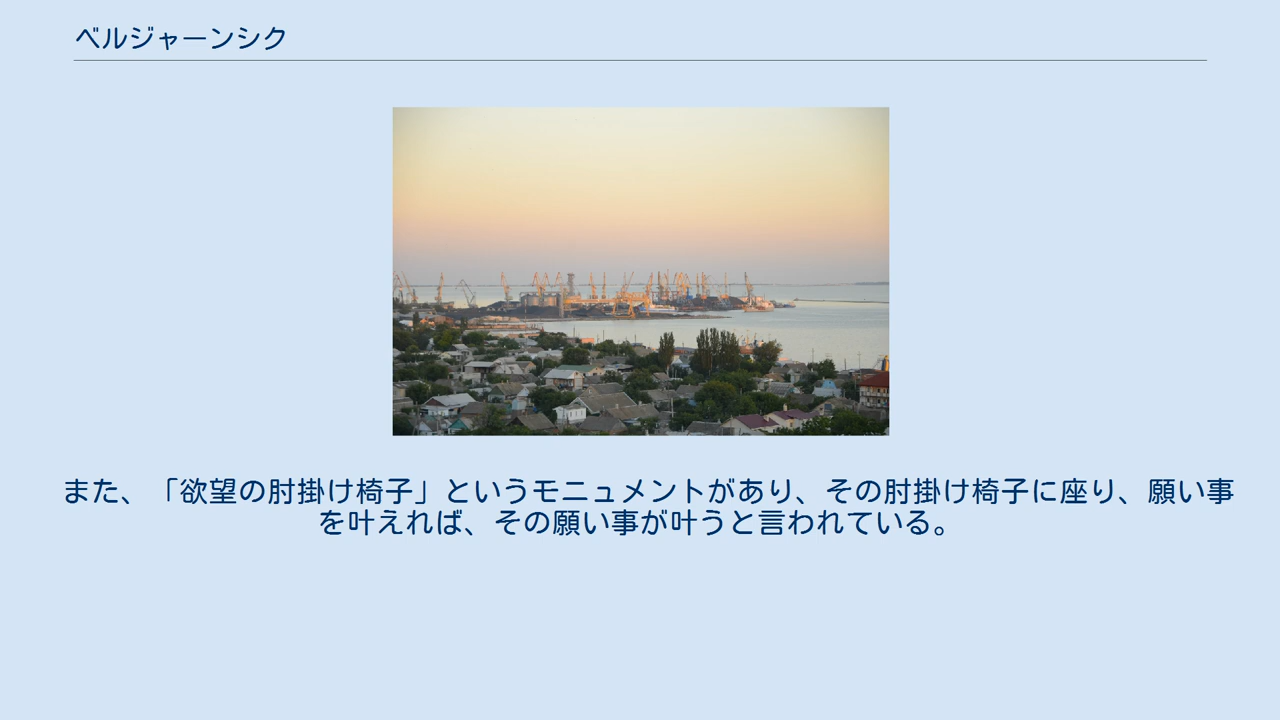 ベルジャーンシク
また、「欲望の肘掛け椅子」というモニュメントがあり、その肘掛け椅子に座り、願い事
を叶えれば、その願い事が叶うと言われている。